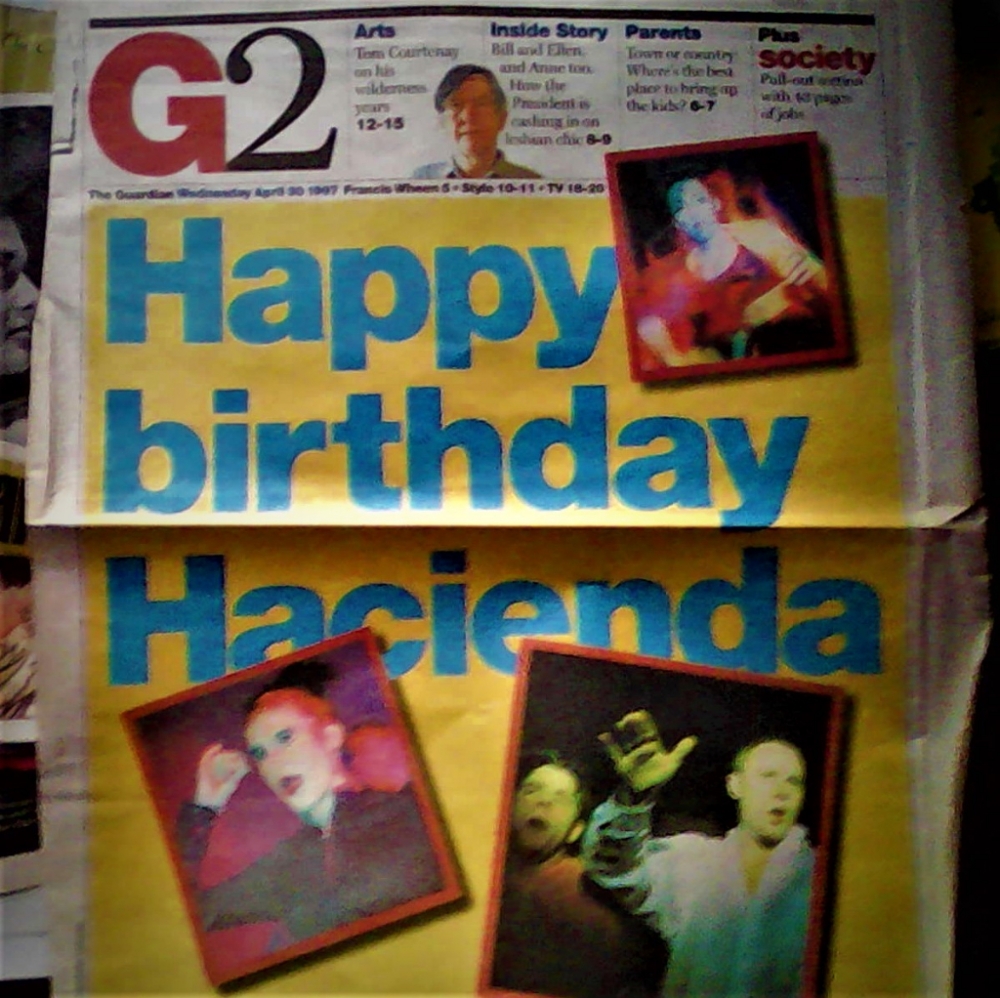 G2
Arts
Tom Courtenay
on his
wilderness
years
12-15
Inside Story
Bill and Ellen,
and Anne too.
How the
President is
cashing in on
lesbian chic 8-9
Parents
Town or country?
Where's the best
place to bring up
the kids? 6-7
Plus
society
Pull-out section
with 43 pages
of jobs
The Guardian Wednesday April 30 1997 Francis Wheen 5 • Style 10-11 • TV 18-20
Happy
birthday
Hacienda